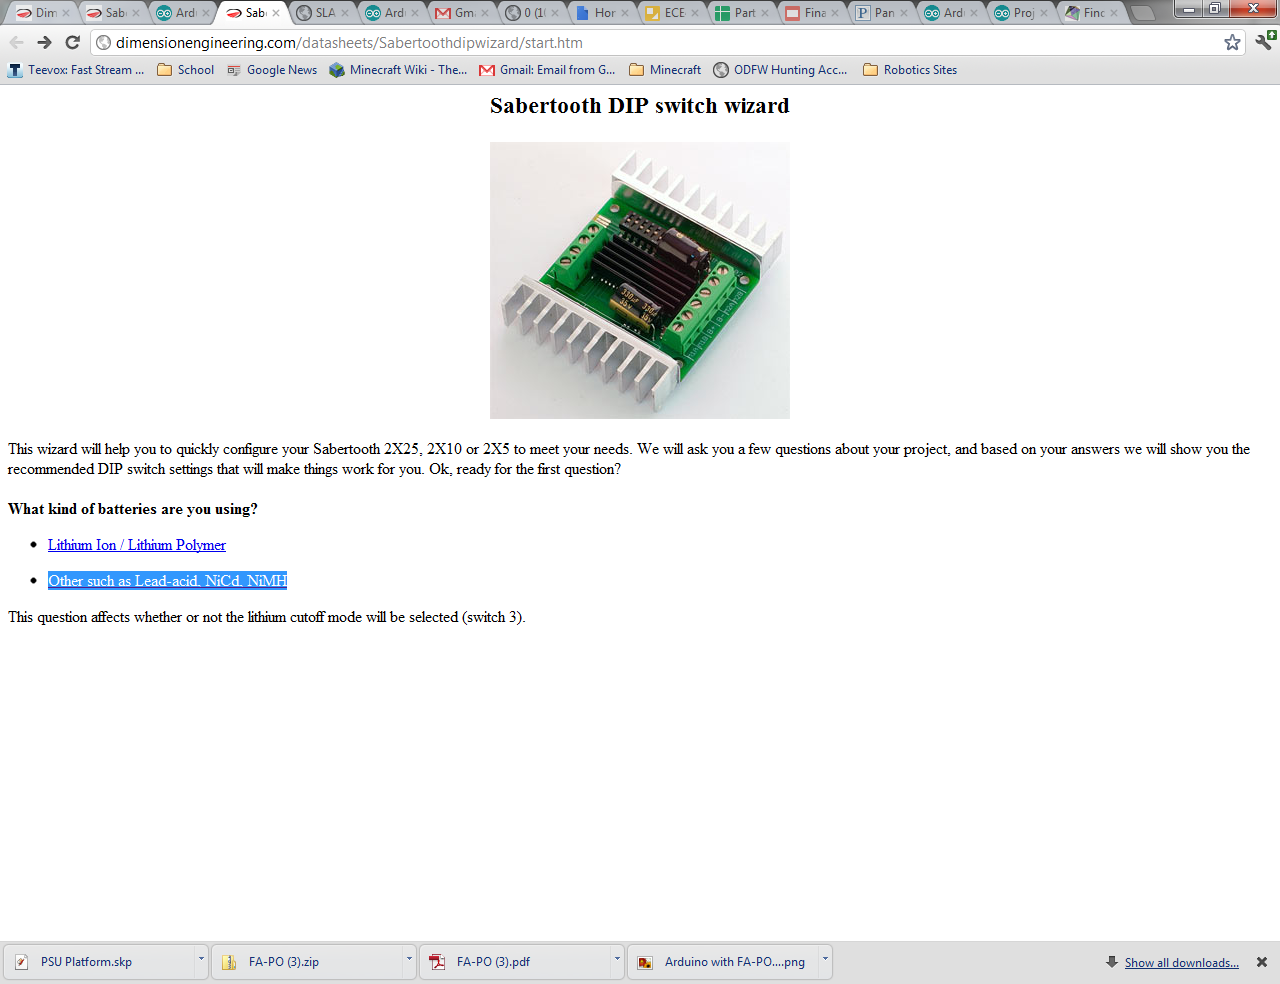 Dim
Sab
Ard
Sab
SLA
Ard
Gm
0 (1
Hor
ECE
Part
Fina
Pan
Ard
Proj
Finc
dimensionengineering.com/datasheets/Sabertoothdipwizard/start.htm
Teevox: Fast Stream ...
School
Google News
Minecraft Wiki - The...
Gmail: Email from G...
Minecraft
ODFW Hunting Acc...
Robotics Sites
Sabertooth DIP switch wizard
This wizard will help you to quickly configure your Sabertooth 2X25, 2X10 or 2X5 to meet your needs. We will ask you a few questions about your project, and based on your answers we will show you the
recommended DIP switch settings that will make things work for you. Ok, ready for the first question?
What kind of batteries are you using?
Lithium Ion / Lithium Polymer
Other such as Lead-acid, NiCd, NiMH
This question affects whether or not the lithium cutoff mode will be selected (switch 3).
PSU Platform.skp
FA-PO (3).zip
FA-PO (3).pdf
Arduino with FA-PO....png
Show all downloads...